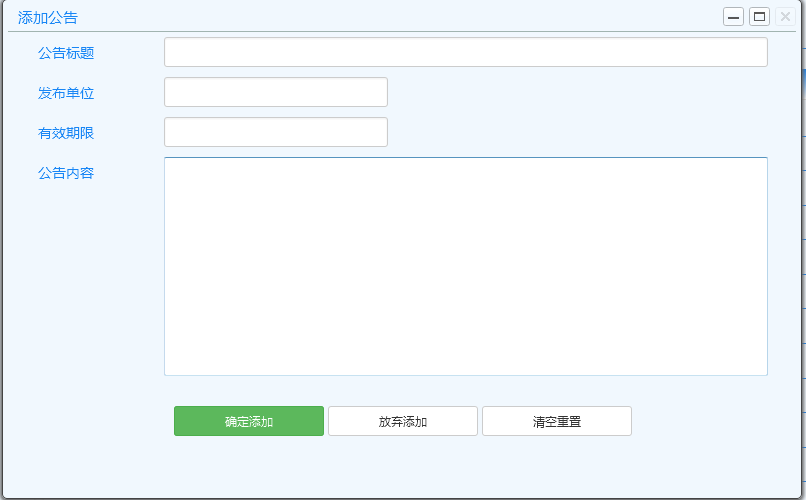 添加公告
公告标题
发布单位
有效期限
公告内容
确定添加 放弃添加 清空重置